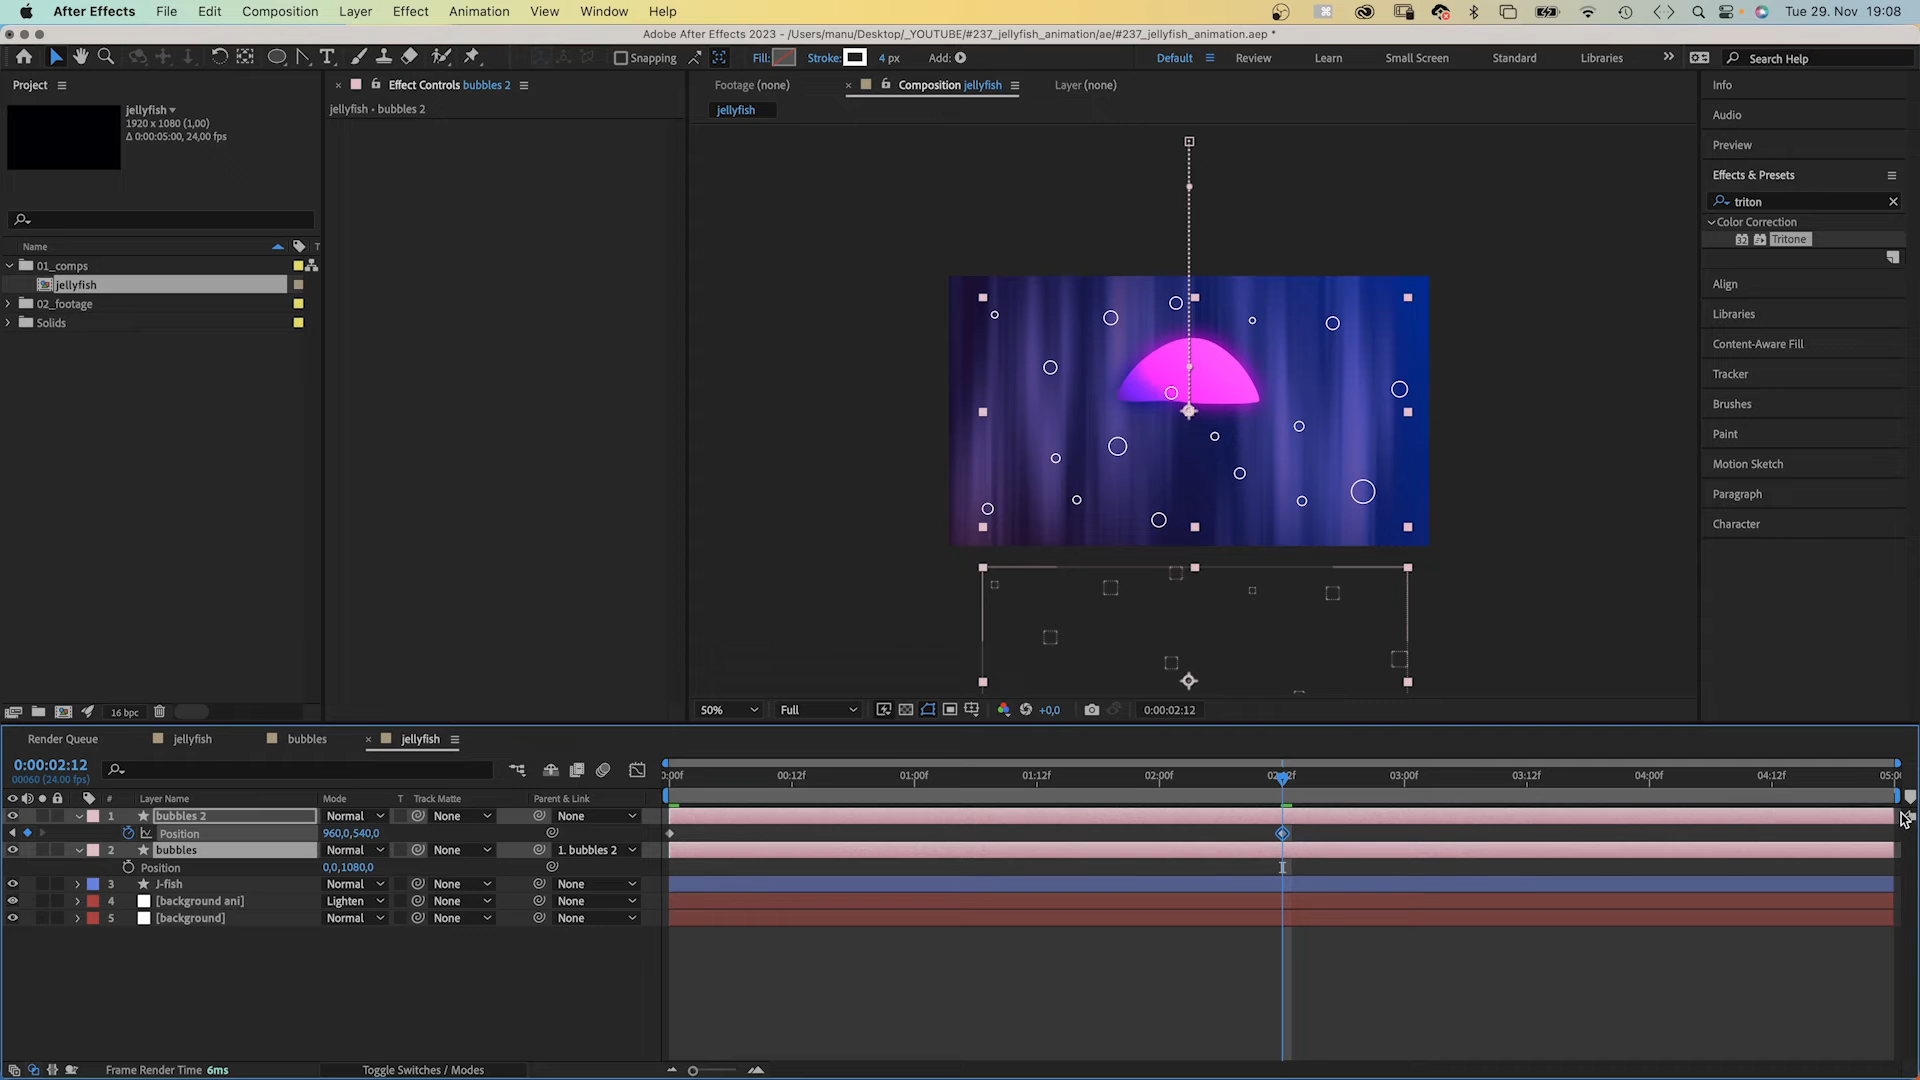 After Effects File Edit Composition Layer Effect Animation View Window Help Tue 29. Nov 19:08
Adobe After Effects 2023 - /Users/manu/Desktop/_YOUTUBE/#237_jellyfish_animation/ae/#237_jellyfish_animation.aep *
Snapping Fill: Stroke: 4 px Add: Default Review Learn Small Screen Standard Libraries Search Help
Project
Effect Controls bubbles 2
Footage (none)
Composition jellyfish
Layer (none)
jellyfish
1920 x 1080 (1,00)
Δ 0:00:05:00, 24,00 fps
jellyfish • bubbles 2
jellyfish
Name
T
01_comps
jellyfish
02_footage
Solids
16 bpc
50% Full +0,0 0:00:02:12
Info
Audio
Preview
Effects & Presets
triton
Color Correction
32 Tritone
Align
Libraries
Content-Aware Fill
Tracker
Brushes
Paint
Motion Sketch
Paragraph
Character
Render Queue jellyfish bubbles jellyfish
0:00:02:12
00060 (24.00 fps)
# Layer Name Mode T Track Matte Parent & Link
00:12f 01:00f 01:12f 02:00f 03:00f 03:12f 04:00f 04:12f
1 bubbles 2 Normal None None
Position 960,0,540,0
2 bubbles Normal None 1. bubbles 2
Position 0,0,1080,0
3 J-fish Normal None None
4 [background ani] Lighten None None
5 [background] Normal None None
Frame Render Time 6ms Toggle Switches / Modes